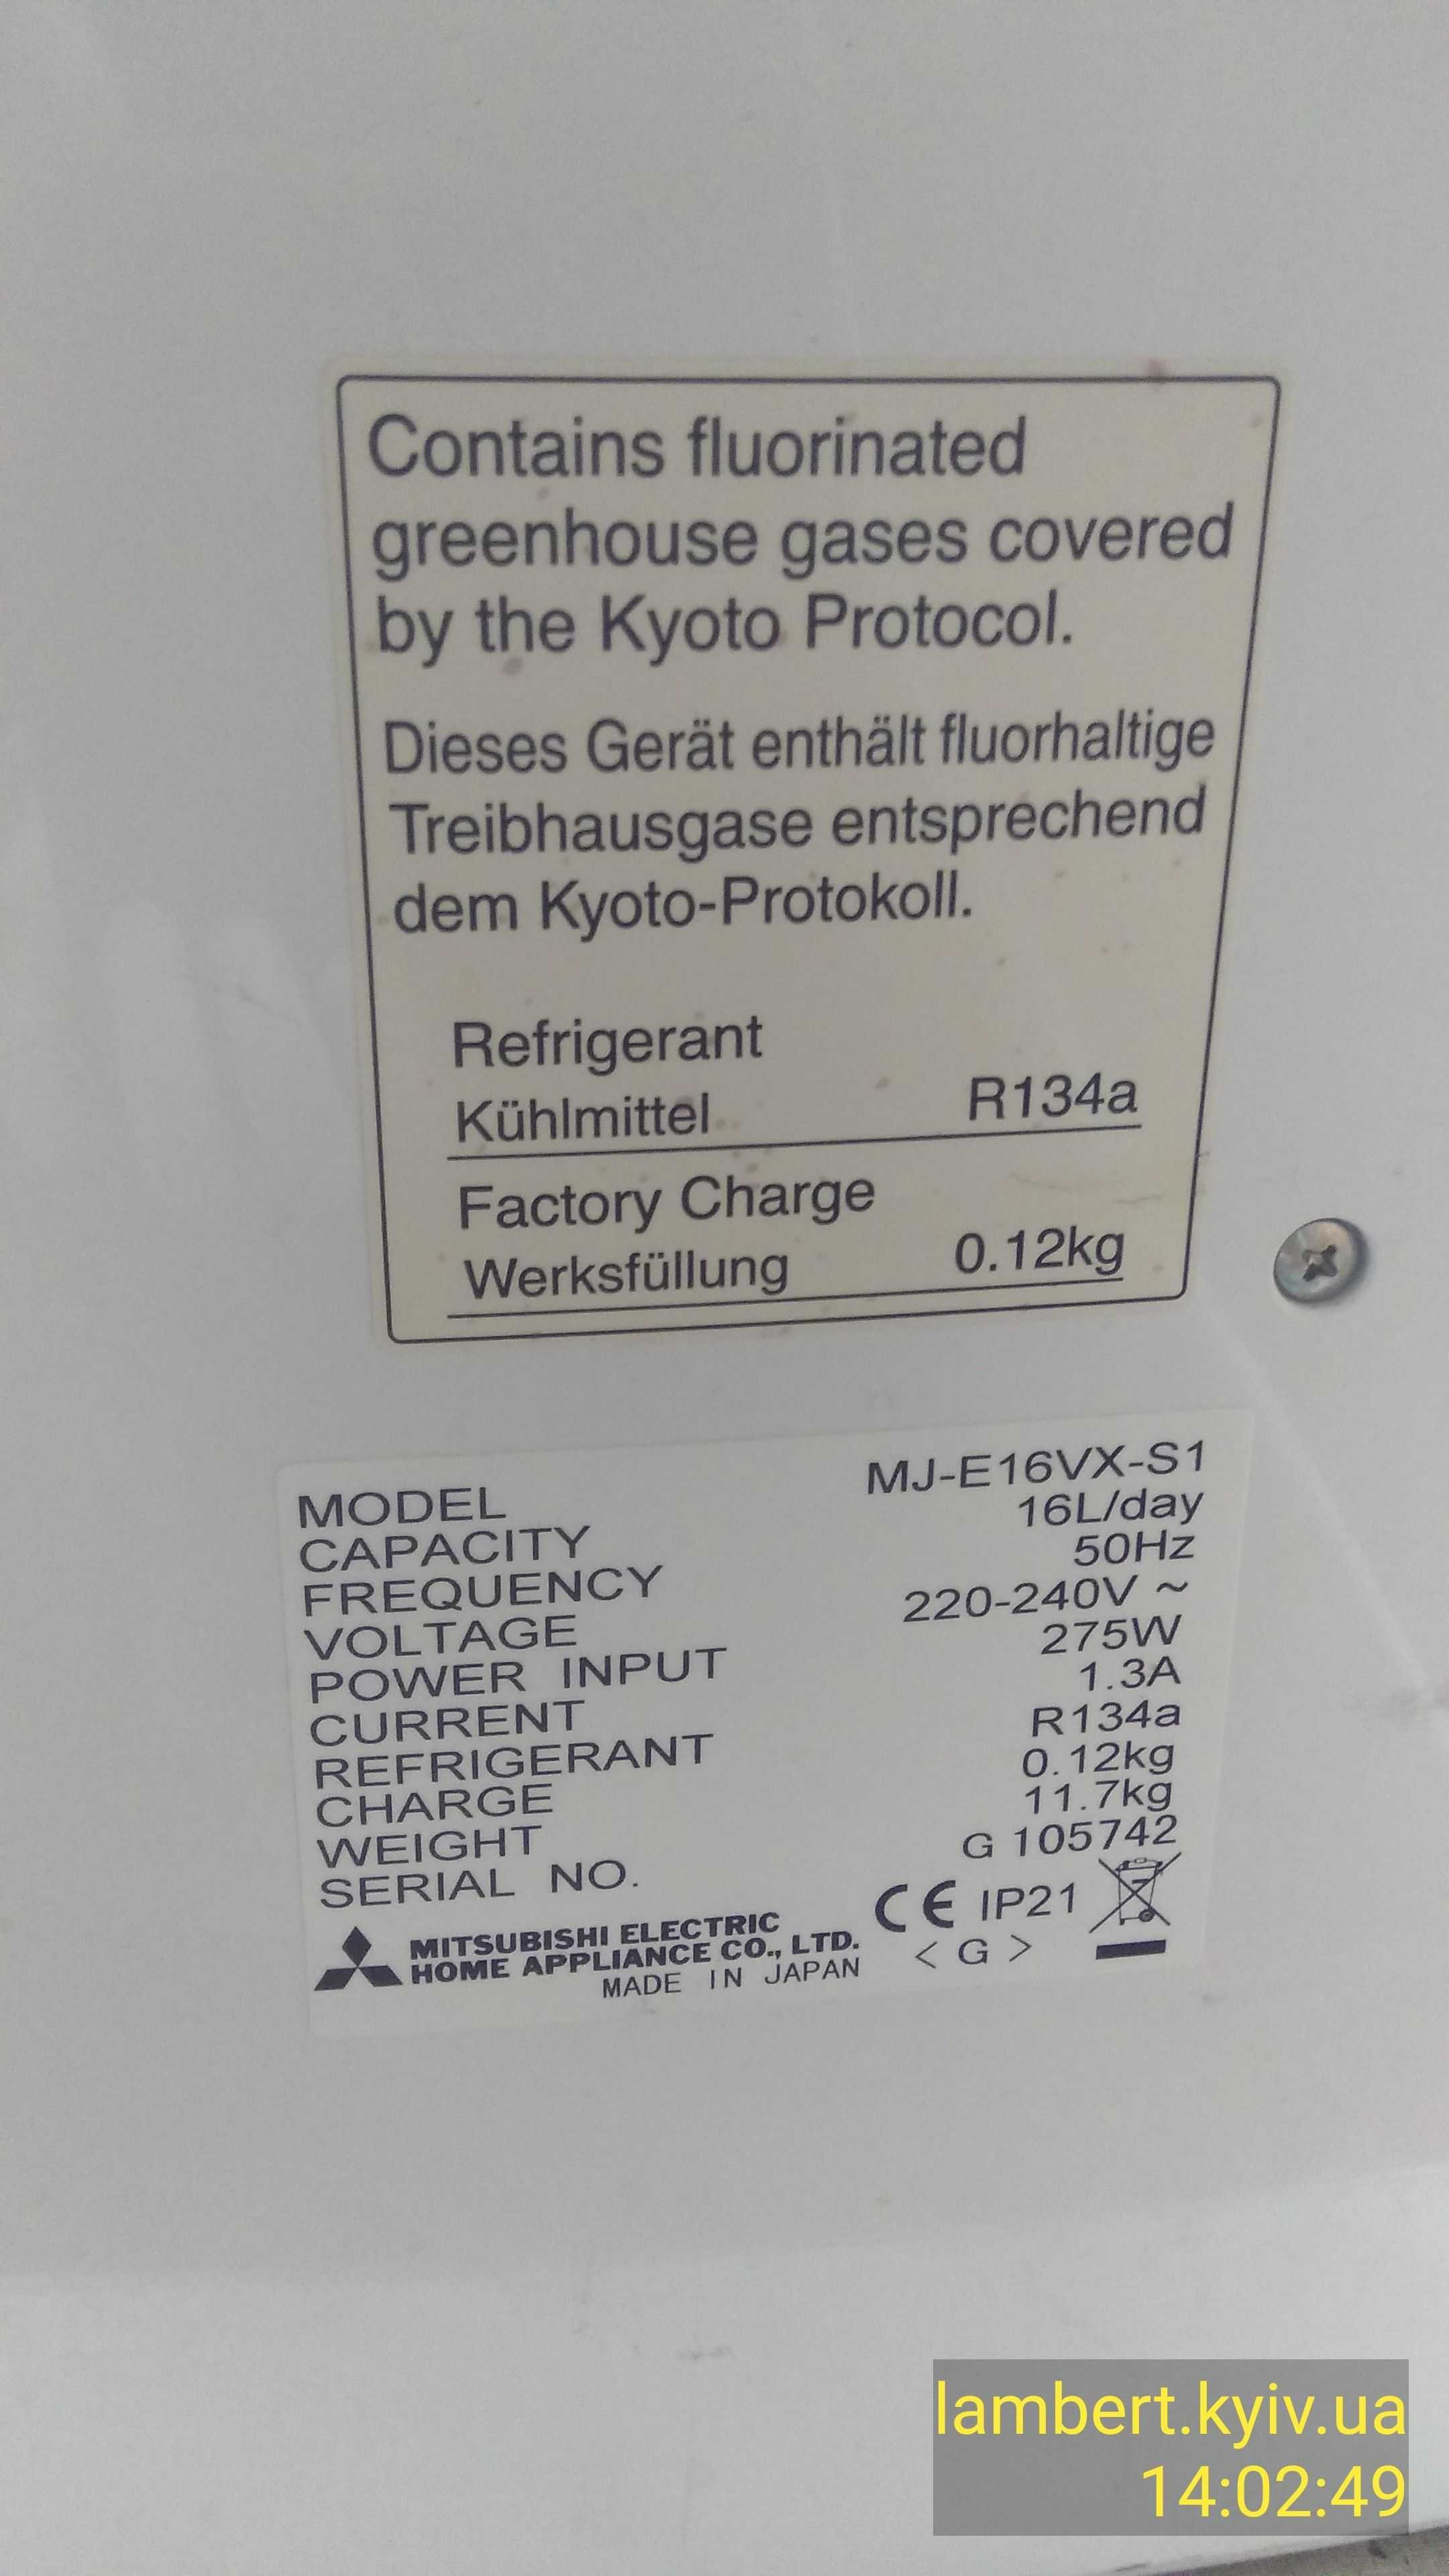 Contains fluorinated
greenhouse gases covered
by the Kyoto Protocol.
Dieses Gerät enthält fluorhaltige
Treibhausgase entsprechend
dem Kyoto-Protokoll.
Refrigerant
Kühlmittel R134a
Factory Charge
Werksfüllung 0.12kg
MODEL MJ-E16VX-S1
CAPACITY 16L/day
FREQUENCY 50Hz
VOLTAGE 220-240V ~
POWER INPUT 275W
CURRENT 1.3A
REFRIGERANT R134a
CHARGE 0.12kg
WEIGHT 11.7kg
SERIAL NO. G 105742
MITSUBISHI ELECTRIC CE IP21
HOME APPLIANCE CO., LTD. < G >
MADE IN JAPAN
lambert.kyiv.ua
14:02:49